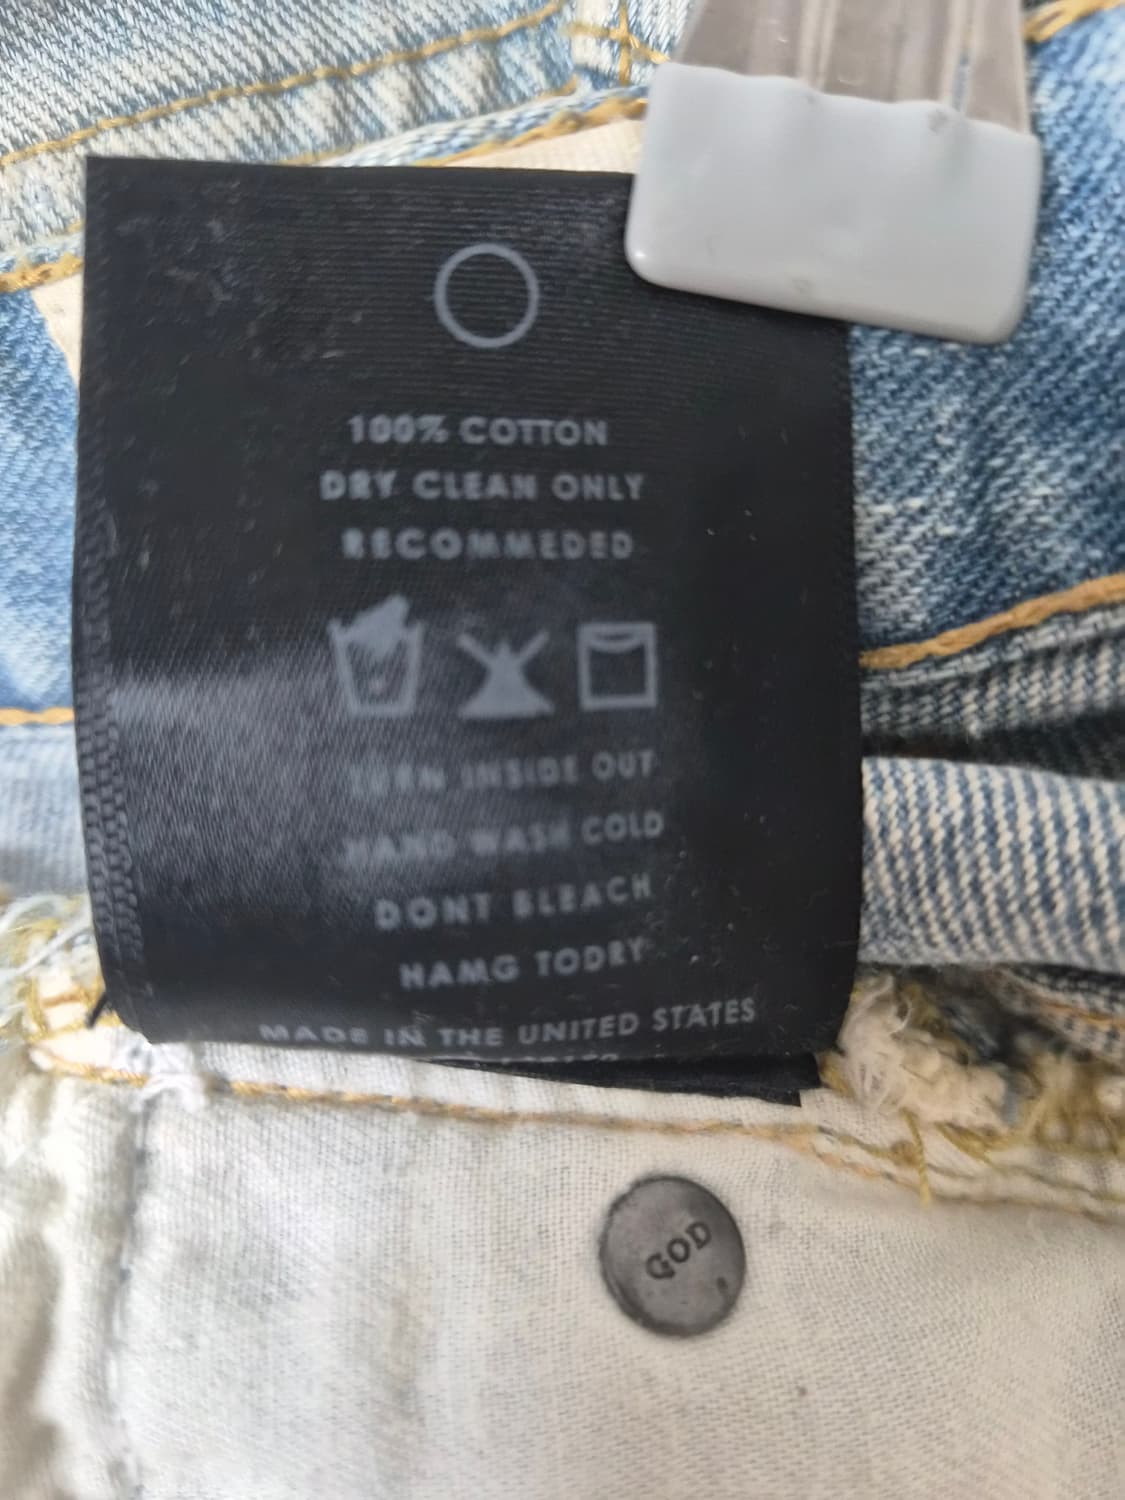 100% COTTON
DRY CLEAN ONLY
RECOMMEDED
TURN INSIDE OUT
HAND WASH COLD
DONT BLEACH
HAMG TODRY
MADE IN THE UNITED STATES
GOD